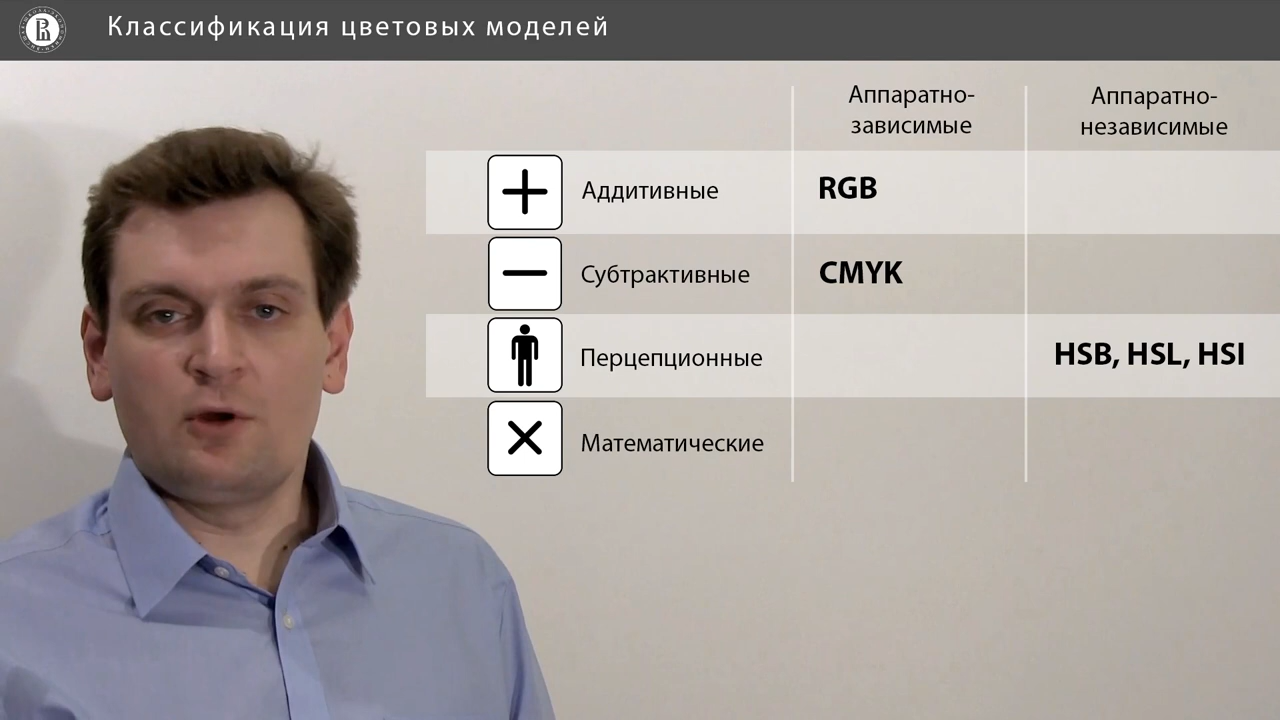 Классификация цветовых моделей
Аппаратно-
зависимые
Аппаратно-
независимые
Аддитивные
RGB
Субтрактивные
CMYK
Перцепционные
HSB, HSL, HSI
Математические